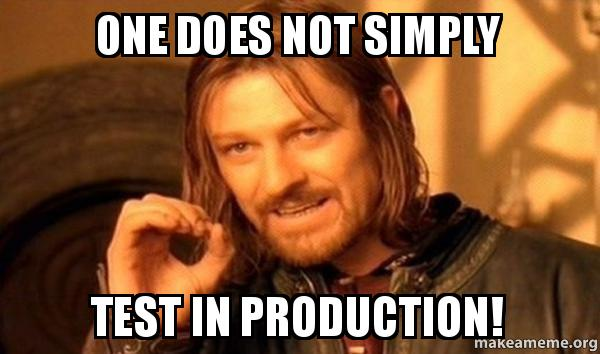 ONE DOES NOT SIMPLY
TEST IN PRODUCTION!
makeameme.org